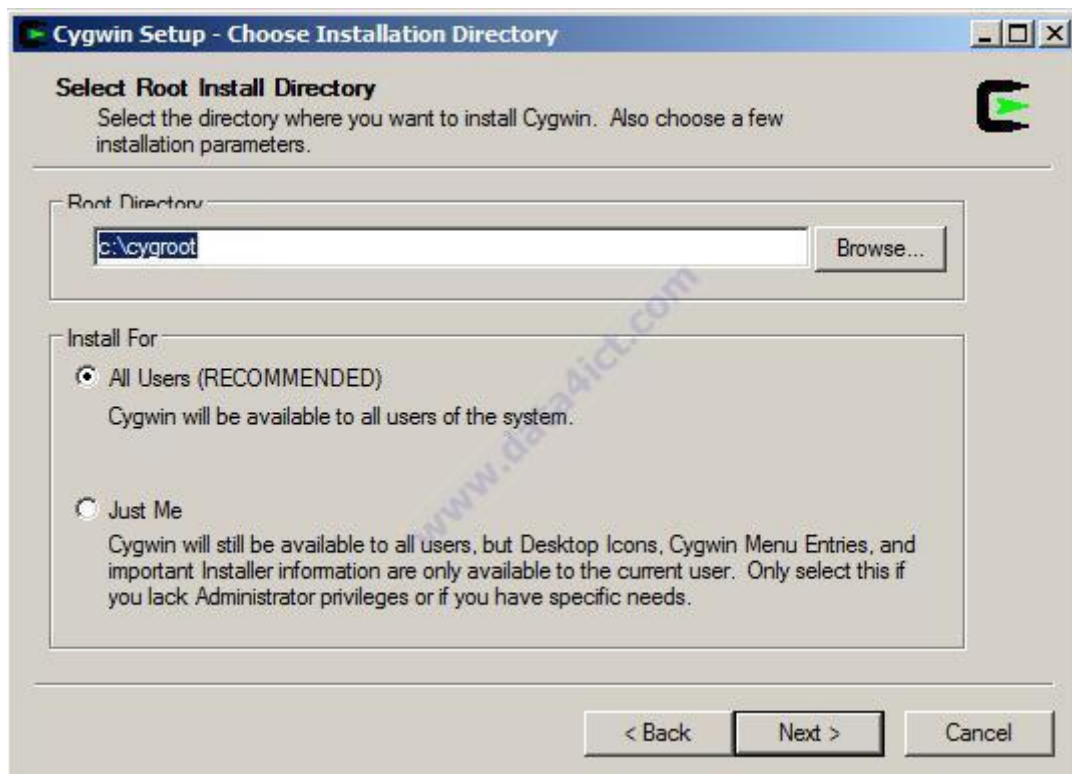 Cygwin Setup - Choose Installation Directory
Select Root Install Directory
Select the directory where you want to install Cygwin. Also choose a few
installation parameters.
Root Directory
c:\cygroot
Browse...
Install For
All Users (RECOMMENDED)
Cygwin will be available to all users of the system.
Just Me
Cygwin will still be available to all users, but Desktop Icons, Cygwin Menu Entries, and
important Installer information are only available to the current user. Only select this if
you lack Administrator privileges or if you have specific needs.
< Back
Next >
Cancel
www.data4ict.com